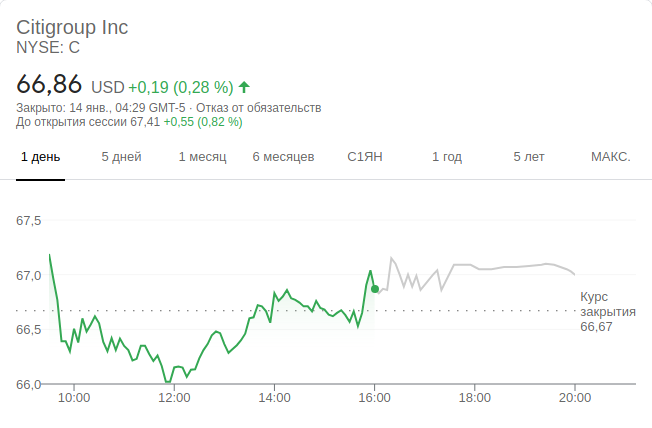 Citigroup Inc
NYSE: C
66,86 USD +0,19 (0,28 %)
Закрыто: 14 янв., 04:29 GMT-5 · Отказ от обязательств
До открытия сессии 67,41 +0,55 (0,82 %)
1 день 5 дней 1 месяц 6 месяцев С1ЯН 1 год 5 лет МАКС.
67,5
67,0
Курс
закрытия
66,67
66,5
66,0
10:00 12:00 14:00 16:00 18:00 20:00